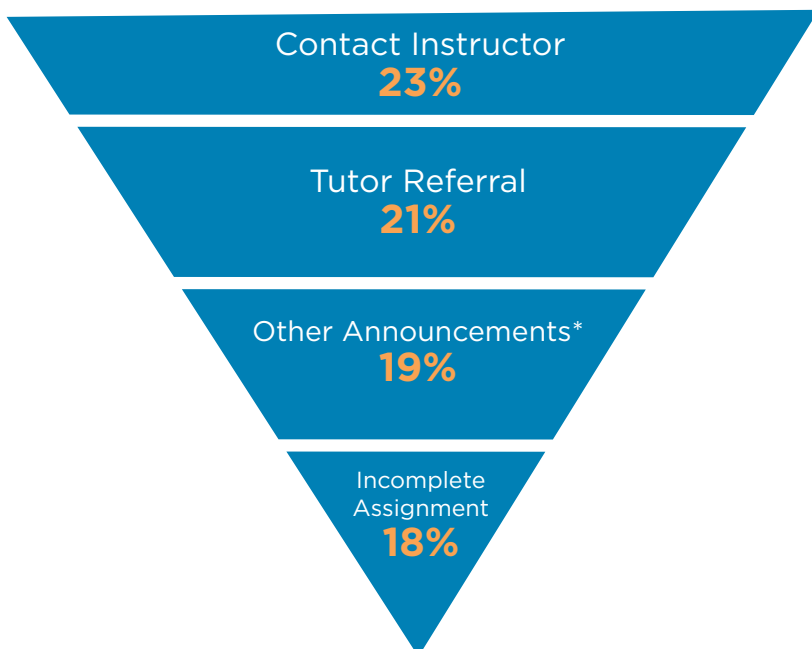 Contact Instructor
23%
Tutor Referral
21%
Other Announcements*
19%
Incomplete
Assignment
18%